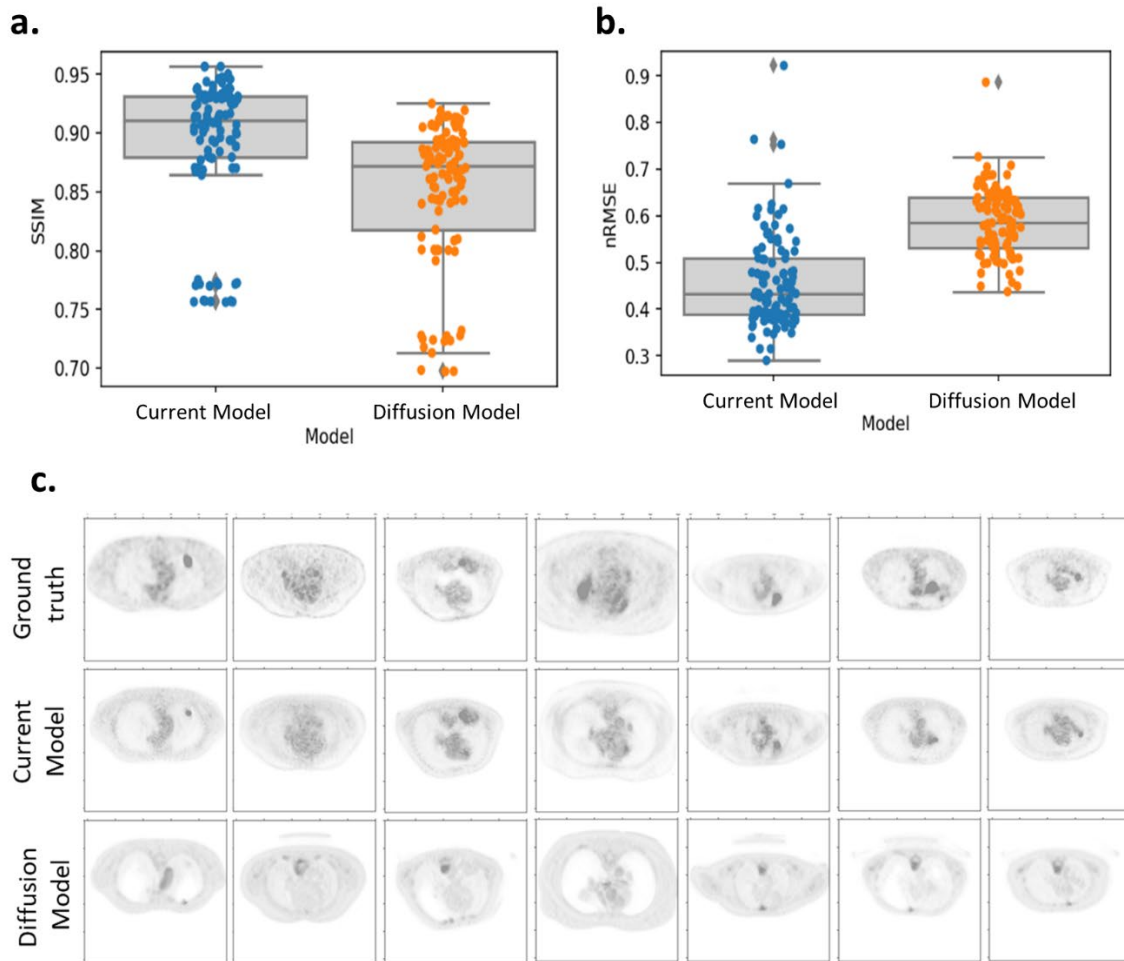 a.
SSIM
0.95
0.90
0.85
0.80
0.75
0.70
Current Model
Diffusion Model
Model
b.
nRMSE
0.9
0.8
0.7
0.6
0.5
0.4
0.3
Current Model
Diffusion Model
Model
c.
Ground
truth
Current
Model
Diffusion
Model